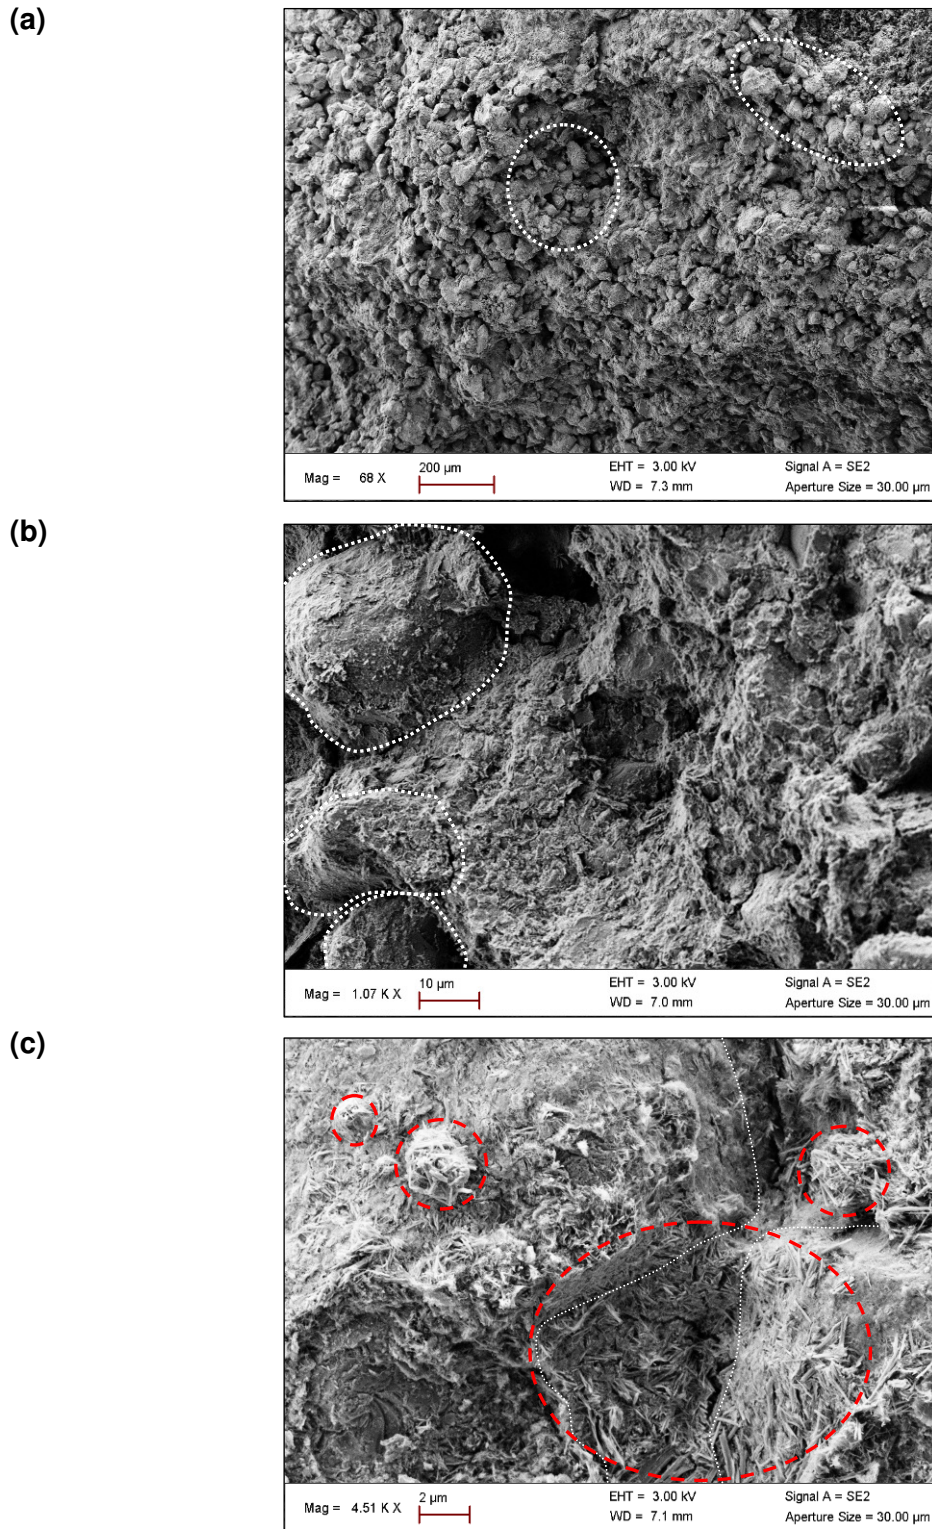 (a)
Mag = 68 X
200 µm
EHT = 3.00 kV
WD = 7.3 mm
Signal A = SE2
Aperture Size = 30.00 µm
(b)
Mag = 1.07 K X
10 µm
EHT = 3.00 kV
WD = 7.0 mm
Signal A = SE2
Aperture Size = 30.00 µm
(c)
Mag = 4.51 K X
2 µm
EHT = 3.00 kV
WD = 7.1 mm
Signal A = SE2
Aperture Size = 30.00 µm